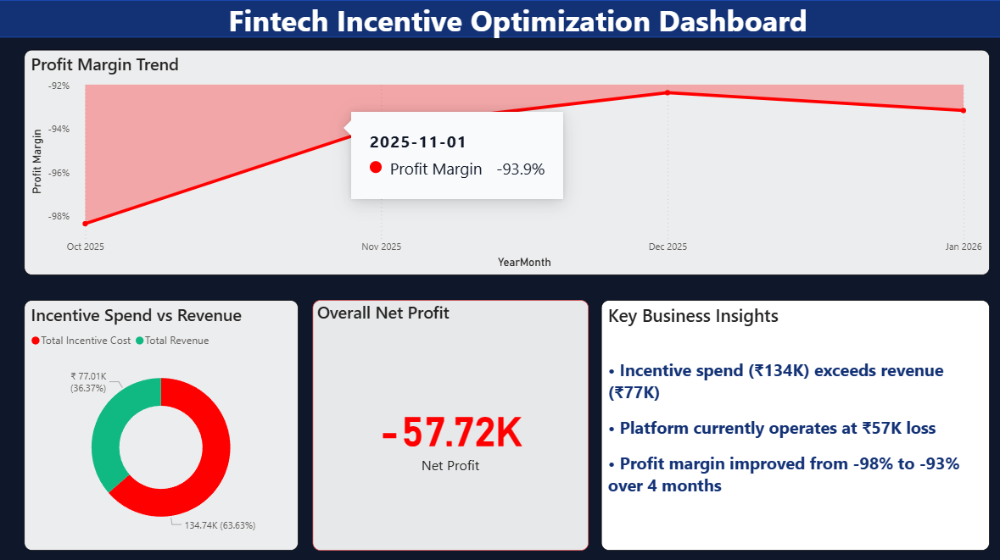 Fintech Incentive Optimization Dashboard
Profit Margin Trend
Profit Margin
-92%
-94%
-96%
-98%
2025-11-01
Profit Margin -93.9%
Oct 2025 Nov 2025 Dec 2025 Jan 2026
YearMonth
Incentive Spend vs Revenue
Total Incentive Cost Total Revenue
₹ 77.01K
(36.37%)
134.74K (63.63%)
Overall Net Profit
-57.72K
Net Profit
Key Business Insights
• Incentive spend (₹134K) exceeds revenue
(₹77K)
• Platform currently operates at ₹57K loss
• Profit margin improved from -98% to -93%
over 4 months